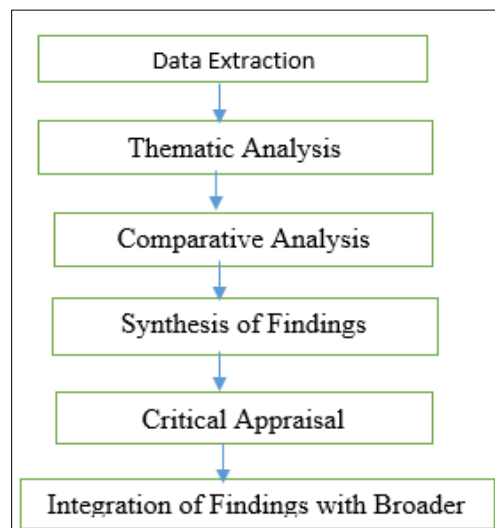 Data Extraction
Thematic Analysis
Comparative Analysis
Synthesis of Findings
Critical Appraisal
Integration of Findings with Broader